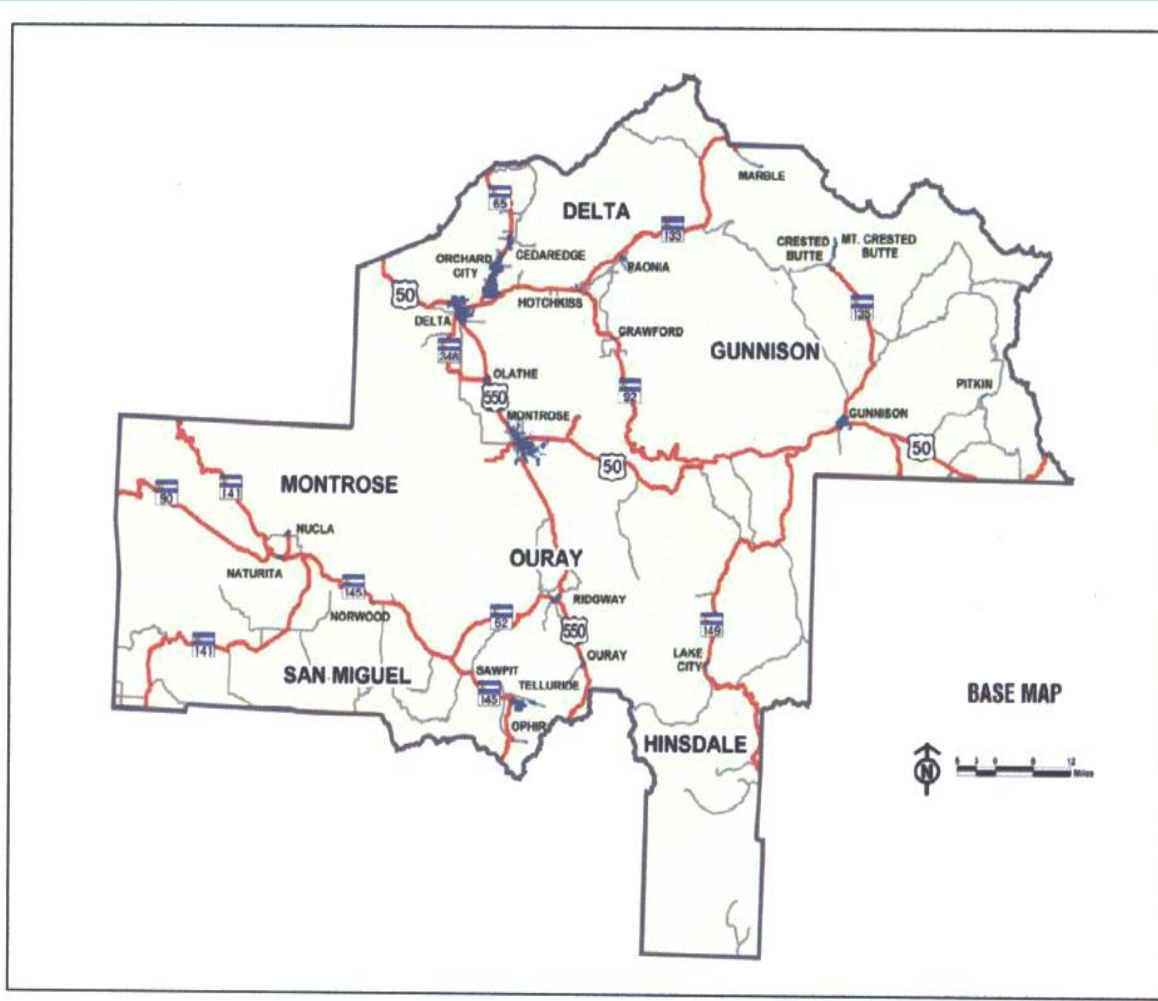 MARBLE
65
DELTA
133
CRESTED
BUTTE
MT. CRESTED
BUTTE
CEDAREDGE
ORCHARD
CITY
PAONIA
50
HOTCHKISS
135
DELTA
CRAWFORD
348
GUNNISON
OLATHE
550
92
PITKIN
MONTROSE
GUNNISON
50
50
MONTROSE
90
141
NUCLA
OURAY
NATURITA
145
RIDGWAY
NORWOOD
62
550
149
141
OURAY
LAKE
CITY
SAWPIT
SAN MIGUEL
TELLURIDE
145
BASE MAP
OPHIR
HINSDALE
N
12
Miles